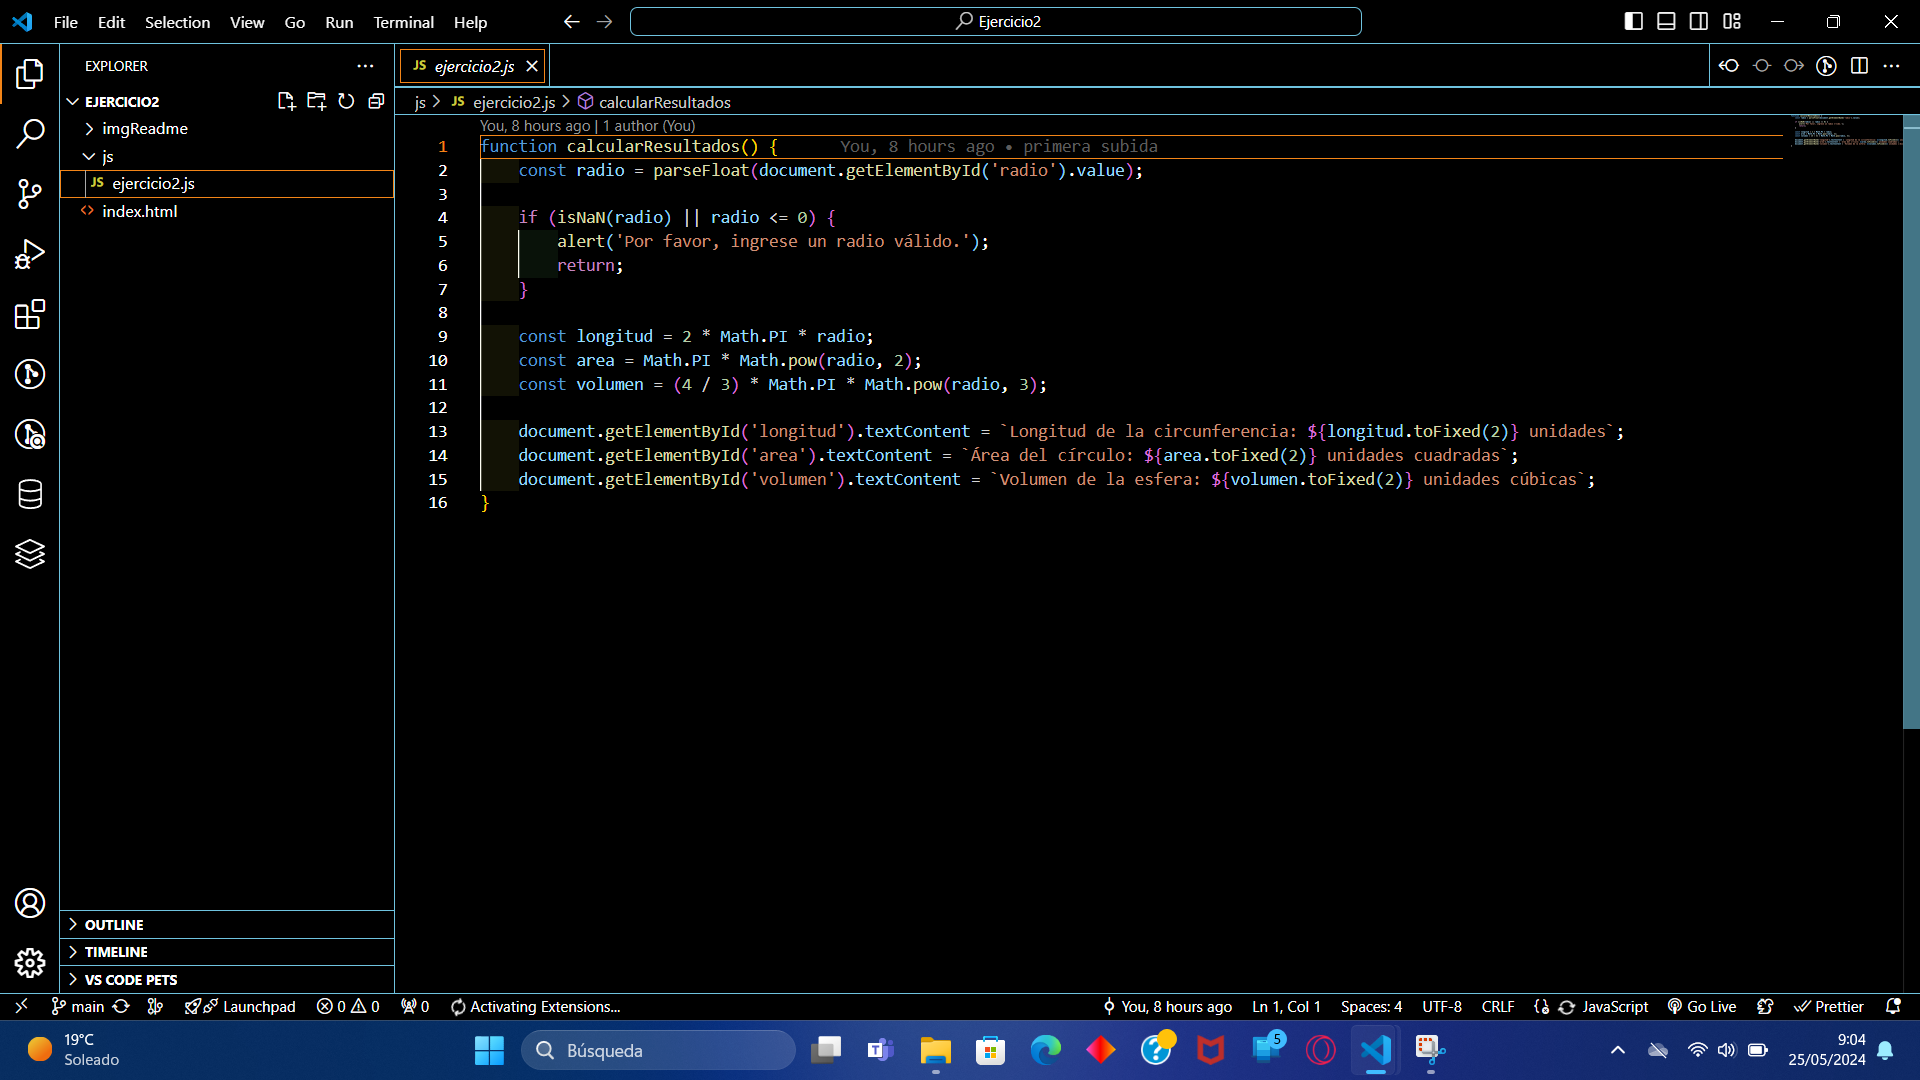 File Edit Selection View Go Run Terminal Help
Ejercicio2
EXPLORER
EJERCICIO2
imgReadme
js
JS ejercicio2.js
index.html
OUTLINE
TIMELINE
VS CODE PETS
JS ejercicio2.js
js > JS ejercicio2.js > calcularResultados
You, 8 hours ago | 1 author (You)
1 function calcularResultados() { You, 8 hours ago • primera subida
2 const radio = parseFloat(document.getElementById('radio').value);
3
4 if (isNaN(radio) || radio <= 0) {
5 alert('Por favor, ingrese un radio válido.');
6 return;
7 }
8
9 const longitud = 2 * Math.PI * radio;
10 const area = Math.PI * Math.pow(radio, 2);
11 const volumen = (4 / 3) * Math.PI * Math.pow(radio, 3);
12
13 document.getElementById('longitud').textContent = `Longitud de la circunferencia: ${longitud.toFixed(2)} unidades`;
14 document.getElementById('area').textContent = `Área del círculo: ${area.toFixed(2)} unidades cuadradas`;
15 document.getElementById('volumen').textContent = `Volumen de la esfera: ${volumen.toFixed(2)} unidades cúbicas`;
16 }
main Launchpad 0 0 0 Activating Extensions... You, 8 hours ago Ln 1, Col 1 Spaces: 4 UTF-8 CRLF JavaScript Go Live Prettier
19°C
Soleado
Búsqueda
5
9:04
25/05/2024